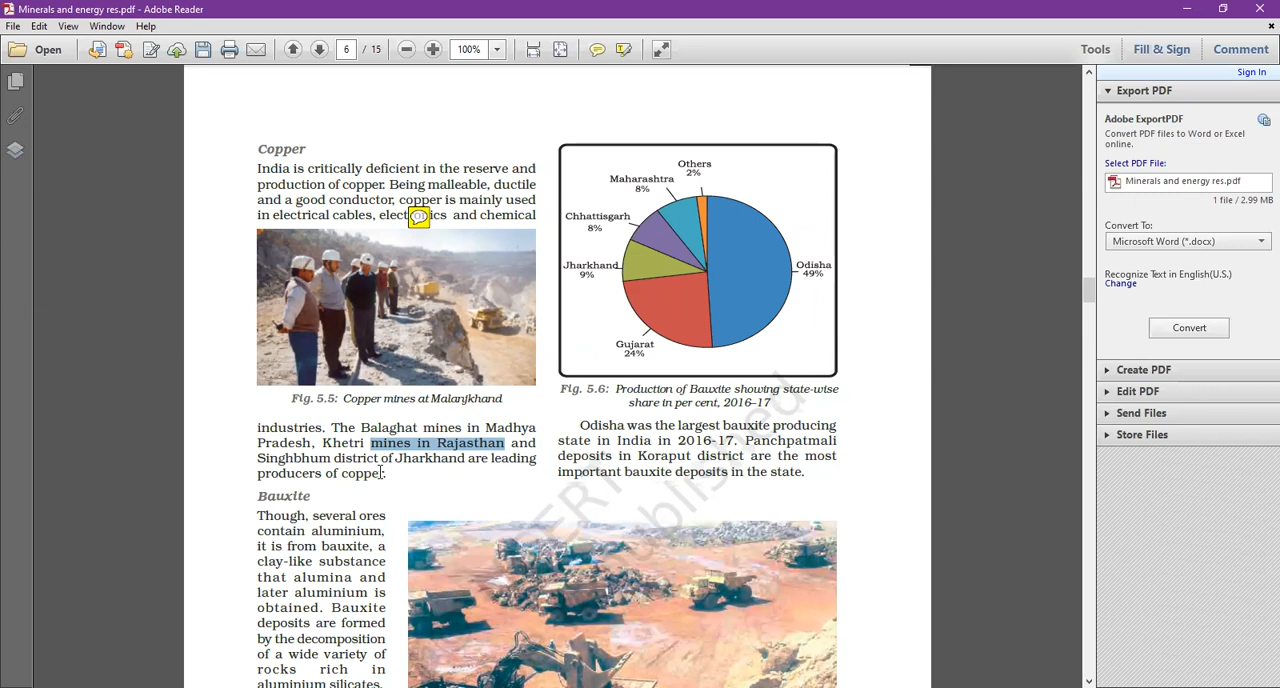 Minerals and energy res.pdf - Adobe Reader
File Edit View Window Help
Open 6 / 15 100% Tools Fill & Sign Comment
Sign In
Export PDF
Adobe ExportPDF
Convert PDF files to Word or Excel
online.
Select PDF File:
Minerals and energy res.pdf
1 file / 2.99 MB
Convert To:
Microsoft Word (*.docx)
Recognize Text in English(U.S.)
Change
Convert
Create PDF
Edit PDF
Send Files
Store Files
Copper
India is critically deficient in the reserve and
production of copper. Being malleable, ductile
and a good conductor, copper is mainly used
in electrical cables, and chemical
Fig. 5.5: Copper mines at Malanjkhand
industries. The Balaghat mines in Madhya
Pradesh, Khetri mines in Rajasthan and
Singhbhum district of Jharkhand are leading
producers of copper.
Bauxite
Though, several ores
contain aluminium,
it is from bauxite, a
clay-like substance
that alumina and
later aluminium is
obtained. Bauxite
deposits are formed
by the decomposition
of a wide variety of
rocks rich in
aluminium silicates.
Others
2%
Maharashtra
8%
Chhattisgarh
8%
Jharkhand
9%
Odisha
49%
Gujarat
24%
Fig. 5.6: Production of Bauxite showing state-wise
share in per cent, 2016–17
Odisha was the largest bauxite producing
state in India in 2016-17. Panchpatmali
deposits in Koraput district are the most
important bauxite deposits in the state.